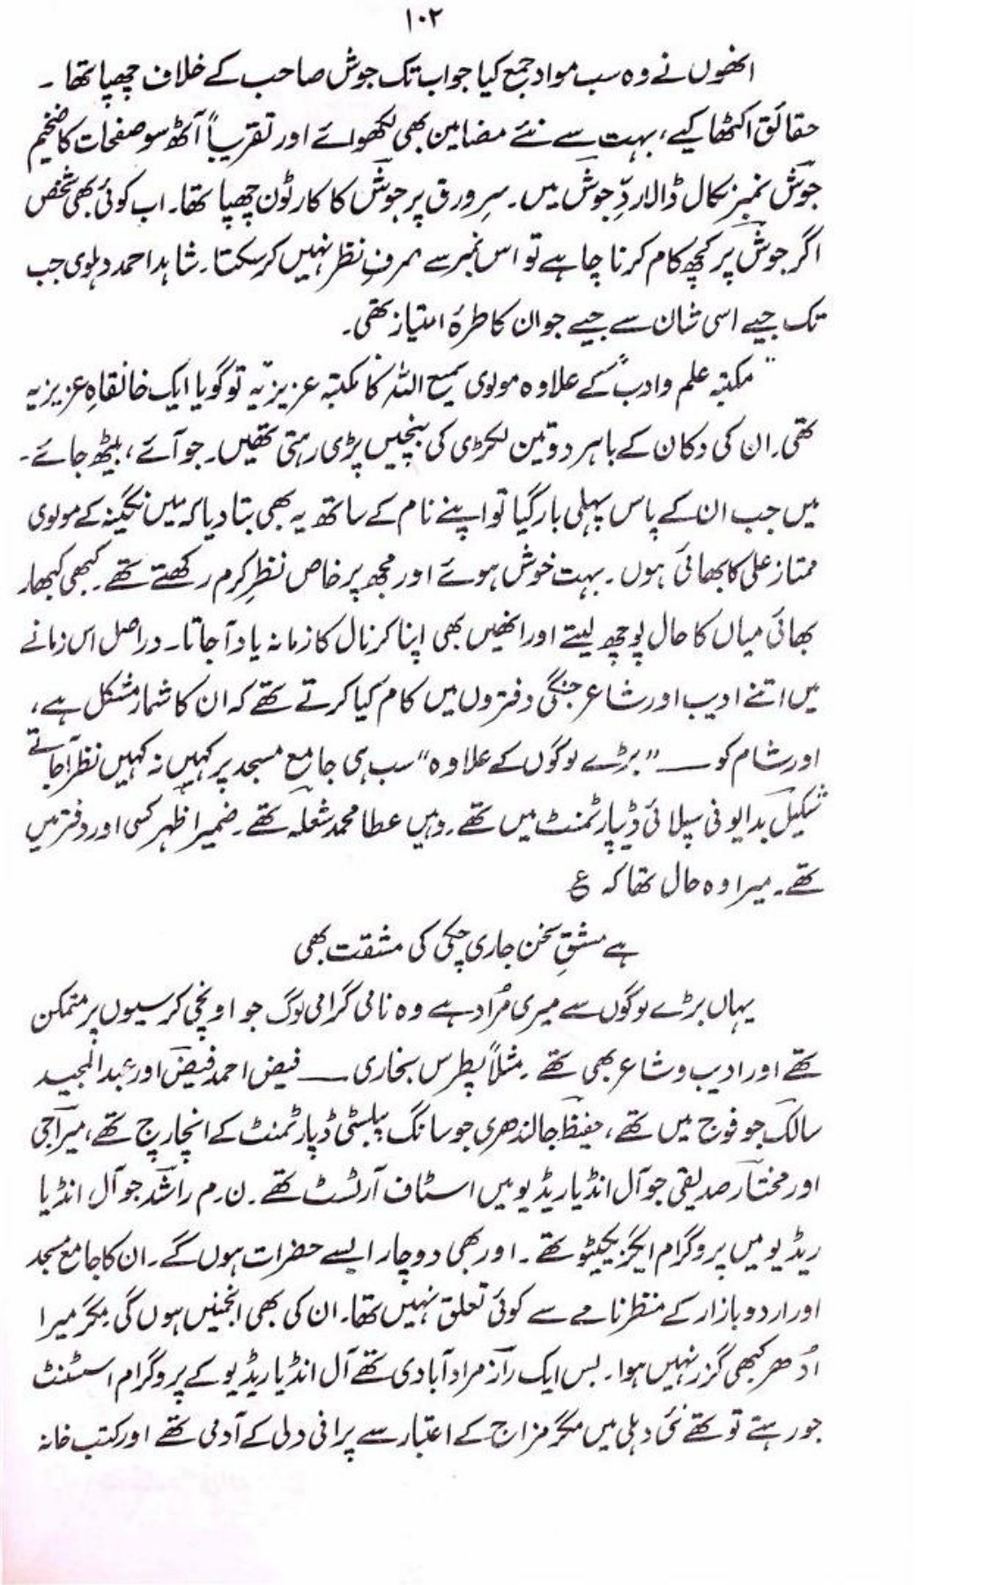 ۱۰۲
انھوں نے وہ سب مواد جمع کیا جو اب تک جوش صاحب کے خلاف چھپا تھا ۔
حقائق اکٹھا کیے، بہت سے نئے مضامین بھی لکھوائے اور تقریباً آٹھ سو صفحات کا ضخیم
جوش نمبر نکال ڈالا ردِّ جوش میں۔ سرِ ورق پر جوش کا کارٹون چھپا تھا۔ اب کوئی بھی شخص
اگر جوش پر کچھ کام کرنا چاہے تو اس نمبر سے صرفِ نظر نہیں کر سکتا۔ شاہد احمد دہلوی جب
تک جیے اسی شان سے جیے جو ان کا طرۂ امتیاز تھی۔
"مکتبہ علم و ادب" کے علاوہ مولوی سمیع اللہ کا مکتبہ عزیزیہ تو گویا ایک خانقاہِ عزیزیہ
تھی۔ ان کی دکان کے باہر دو تین لکڑی کی بنچیں پڑی رہتی تھیں۔ جو آئے، بیٹھ جائے۔
میں جب ان کے پاس پہلی بار گیا تو اپنے نام کے ساتھ یہ بھی بتا دیا کہ میں نگینہ کے مولوی
ممتاز علی کا بھائی ہوں۔ بہت خوش ہوئے اور مجھ پر خاص نظرِ کرم رکھتے تھے۔ کبھی کبھار
بھائی میاں کا حال پوچھ لیتے اور انھیں بھی اپنا کرنال کا زمانہ یاد آجاتا۔ دراصل اس زمانے
میں اتنے ادیب اور شاعر جنگی دفتروں میں کام کیا کرتے تھے کہ ان کا شمار مشکل ہے،
اور شام کو ــــ "بڑے لوگوں کے علاوہ" سب ہی جامع مسجد پر کہیں نہ کہیں نظر آجاتے
شکیل بدایونی سپلائی ڈیپارٹمنٹ میں تھے۔ وہیں عطا محمد شعلہ تھے۔ ضمیر اظہر کسی اور دفتر میں
تھے۔ میرا وہ حال تھا کہ ع
ہے مشقِ سخن جاری چکی کی مشقت بھی
یہاں بڑے لوگوں سے میری مُراد ہے وہ نامی گرامی لوگ جو اونچی کرسیوں پر متمکن
تھے اور ادیب و شاعر بھی تھے۔ مثلاً پطرس بخاری ــــ فیض احمد فیض اور عبدالمجید
سالک جو فوج میں تھے، حفیظ جالندھری جو سانگ پبلسٹی ڈپارٹمنٹ کے انچارج تھے، میراجی
اور مختار صدیقی جو آل انڈیا ریڈیو میں اسٹاف آرٹسٹ تھے۔ ن۔م راشد جو آل انڈیا
ریڈیو میں پروگرام ایگزیکیٹو تھے۔ اور بھی دوچار ایسے حضرات ہوں گے۔ ان کا جامع مسجد
اور اردو بازار کے منظر نامے سے کوئی تعلق نہیں تھا۔ ان کی بھی انجمنیں ہوں گی مگر میرا
اُدھر کبھی گزر نہیں ہوا۔ بس ایک راز مراد آبادی تھے آل انڈیا ریڈیو کے پروگرام اسسٹنٹ
جو رہتے تو تھے نئی دہلی میں مگر مزاج کے اعتبار سے پرانی دلی کے آدمی تھے اور کتب خانہ